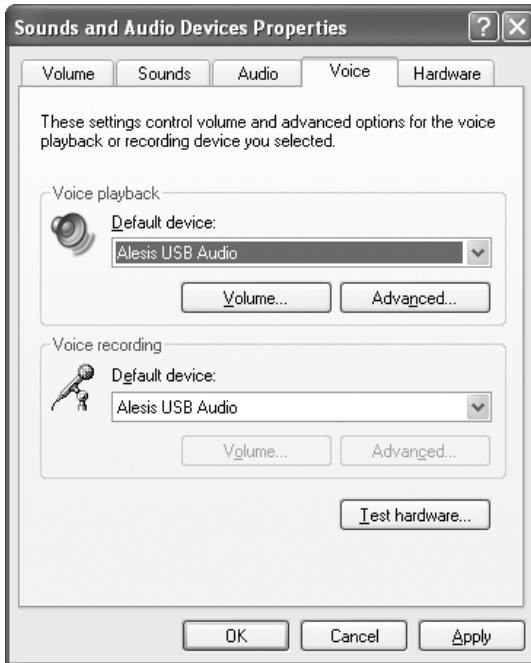 Sounds and Audio Devices Properties
Volume Sounds Audio Voice Hardware
These settings control volume and advanced options for the voice
playback or recording device you selected.
Voice playback
Default device:
Alesis USB Audio
Volume... Advanced...
Voice recording
Default device:
Alesis USB Audio
Volume... Advanced...
Test hardware...
OK Cancel Apply